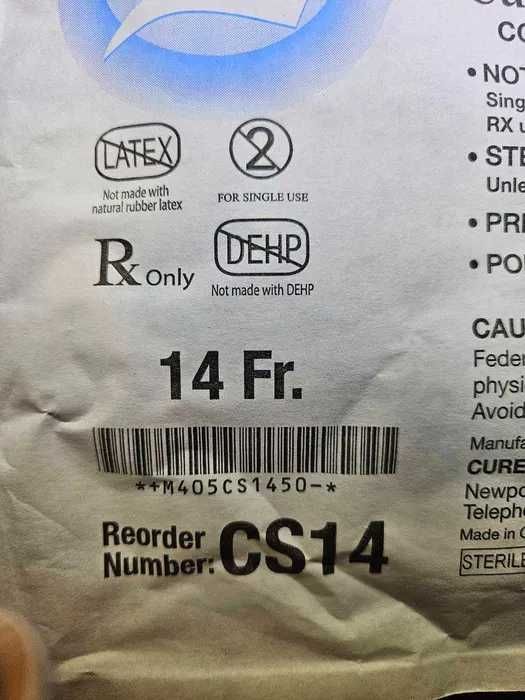 LATEX
Not made with
natural rubber latex
2
FOR SINGLE USE
Rx Only
DEHP
Not made with DEHP
14 Fr.
*+M405CS1450-*
Reorder
Number: CS14
CO
• NOT
Sing
RX u
• STE
Unle
• PRI
• PO
CAU
Feder
physi
Avoid
Manufa
CURE
Newpo
Teleph
Made in
STERILE